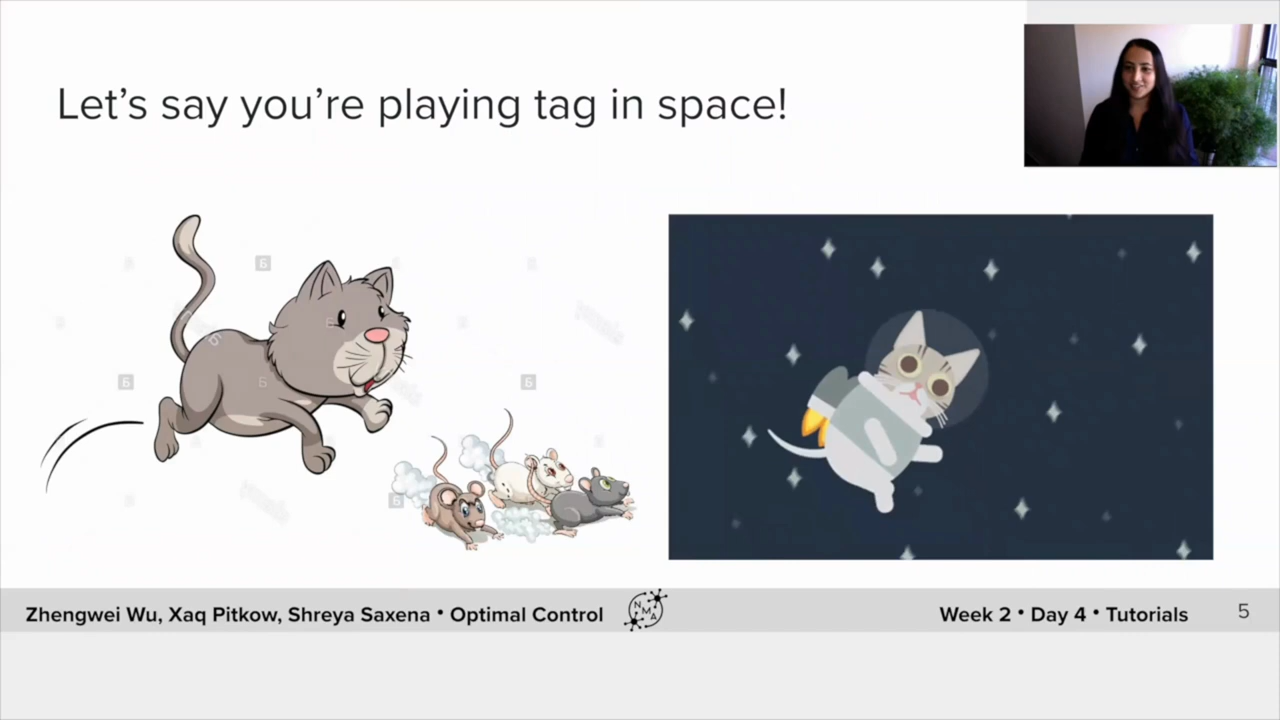 Let's say you're playing tag in space!
Zhengwei Wu, Xaq Pitkow, Shreya Saxena • Optimal Control
N
M
A
Week 2 • Day 4 • Tutorials
5